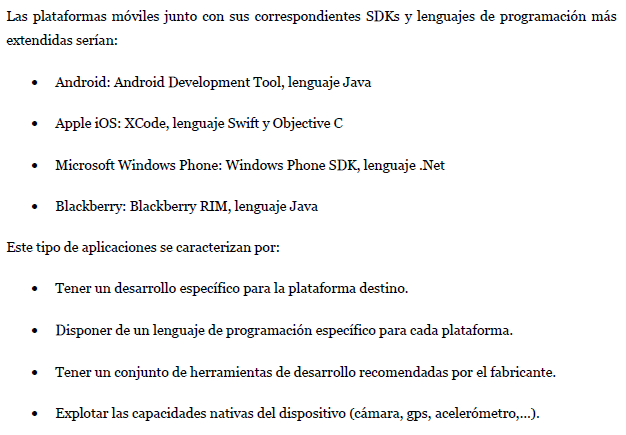 Las plataformas móviles junto con sus correspondientes SDKs y lenguajes de programación más
extendidas serían:
• Android: Android Development Tool, lenguaje Java
• Apple iOS: XCode, lenguaje Swift y Objective C
• Microsoft Windows Phone: Windows Phone SDK, lenguaje .Net
• Blackberry: Blackberry RIM, lenguaje Java
Este tipo de aplicaciones se caracterizan por:
• Tener un desarrollo específico para la plataforma destino.
• Disponer de un lenguaje de programación específico para cada plataforma.
• Tener un conjunto de herramientas de desarrollo recomendadas por el fabricante.
• Explotar las capacidades nativas del dispositivo (cámara, gps, acelerómetro,...).